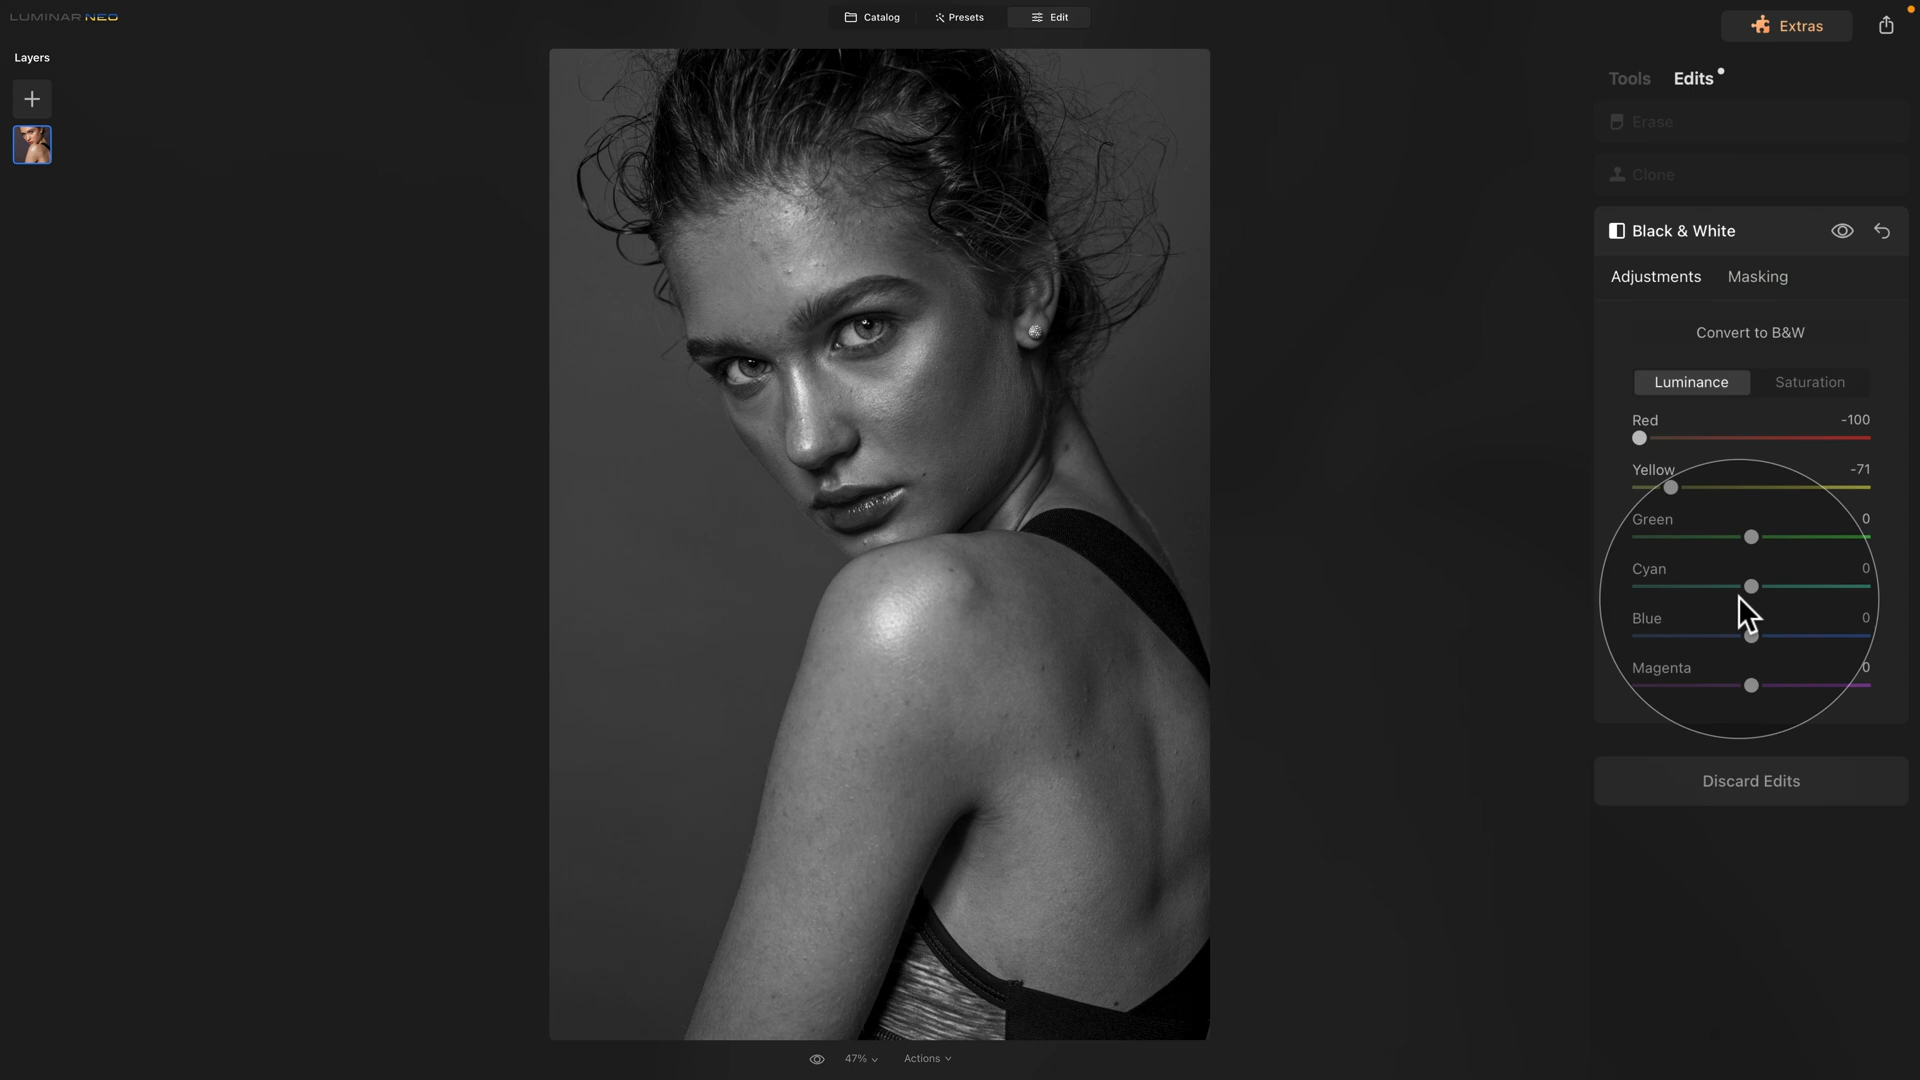 LUMINAR NEO
Catalog
Presets
Edit
Extras
Layers
Tools
Edits
Erase
Clone
Black & White
Adjustments
Masking
Convert to B&W
Luminance
Saturation
Red -100
Yellow -71
Green 0
Cyan 0
Blue 0
Magenta 0
Discard Edits
47%
Actions